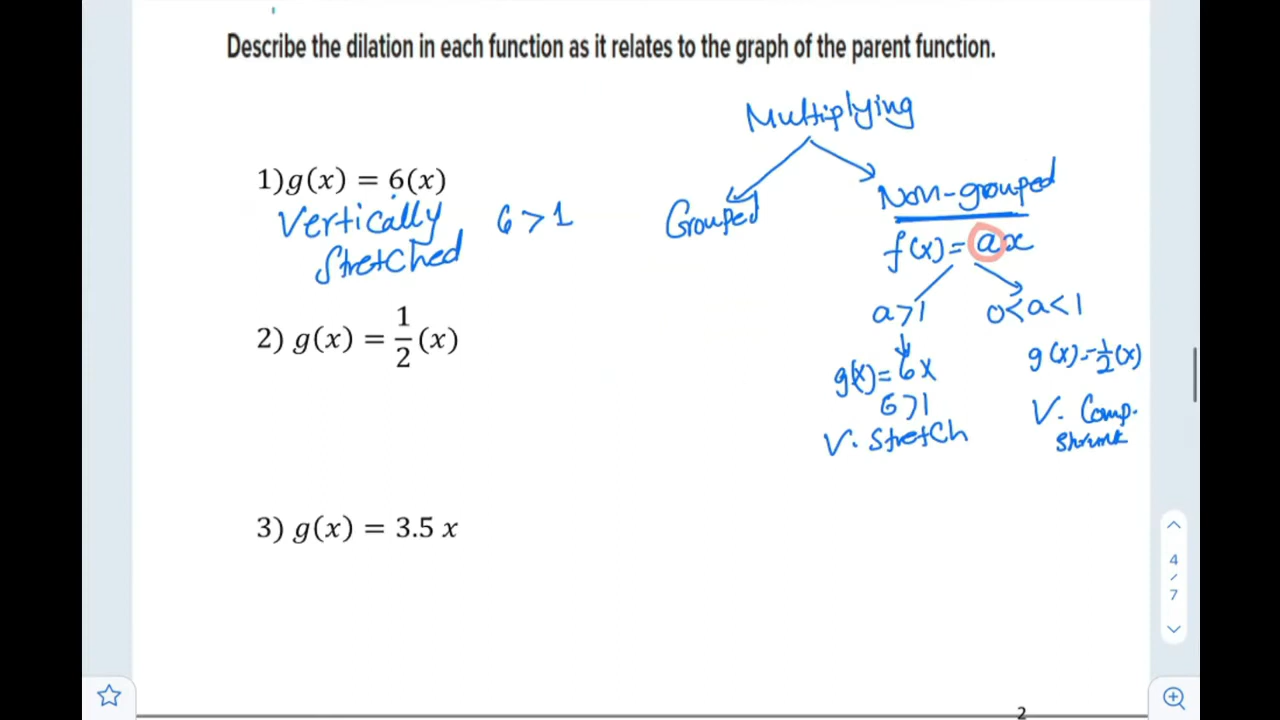 Describe the dilation in each function as it relates to the graph of the parent function.
Multiplying
Grouped
Non-grouped
f(x) = ax
a>1
0<a<1
g(x)= 6x
6>1
V. Stretch
g(x)=½(x)
V. Comp.
shrunk
1)g(x) = 6(x)
Vertically
Stretched
6 > 1
2) g(x) = 1/2 (x)
3) g(x) = 3.5 x
4
/
7
2